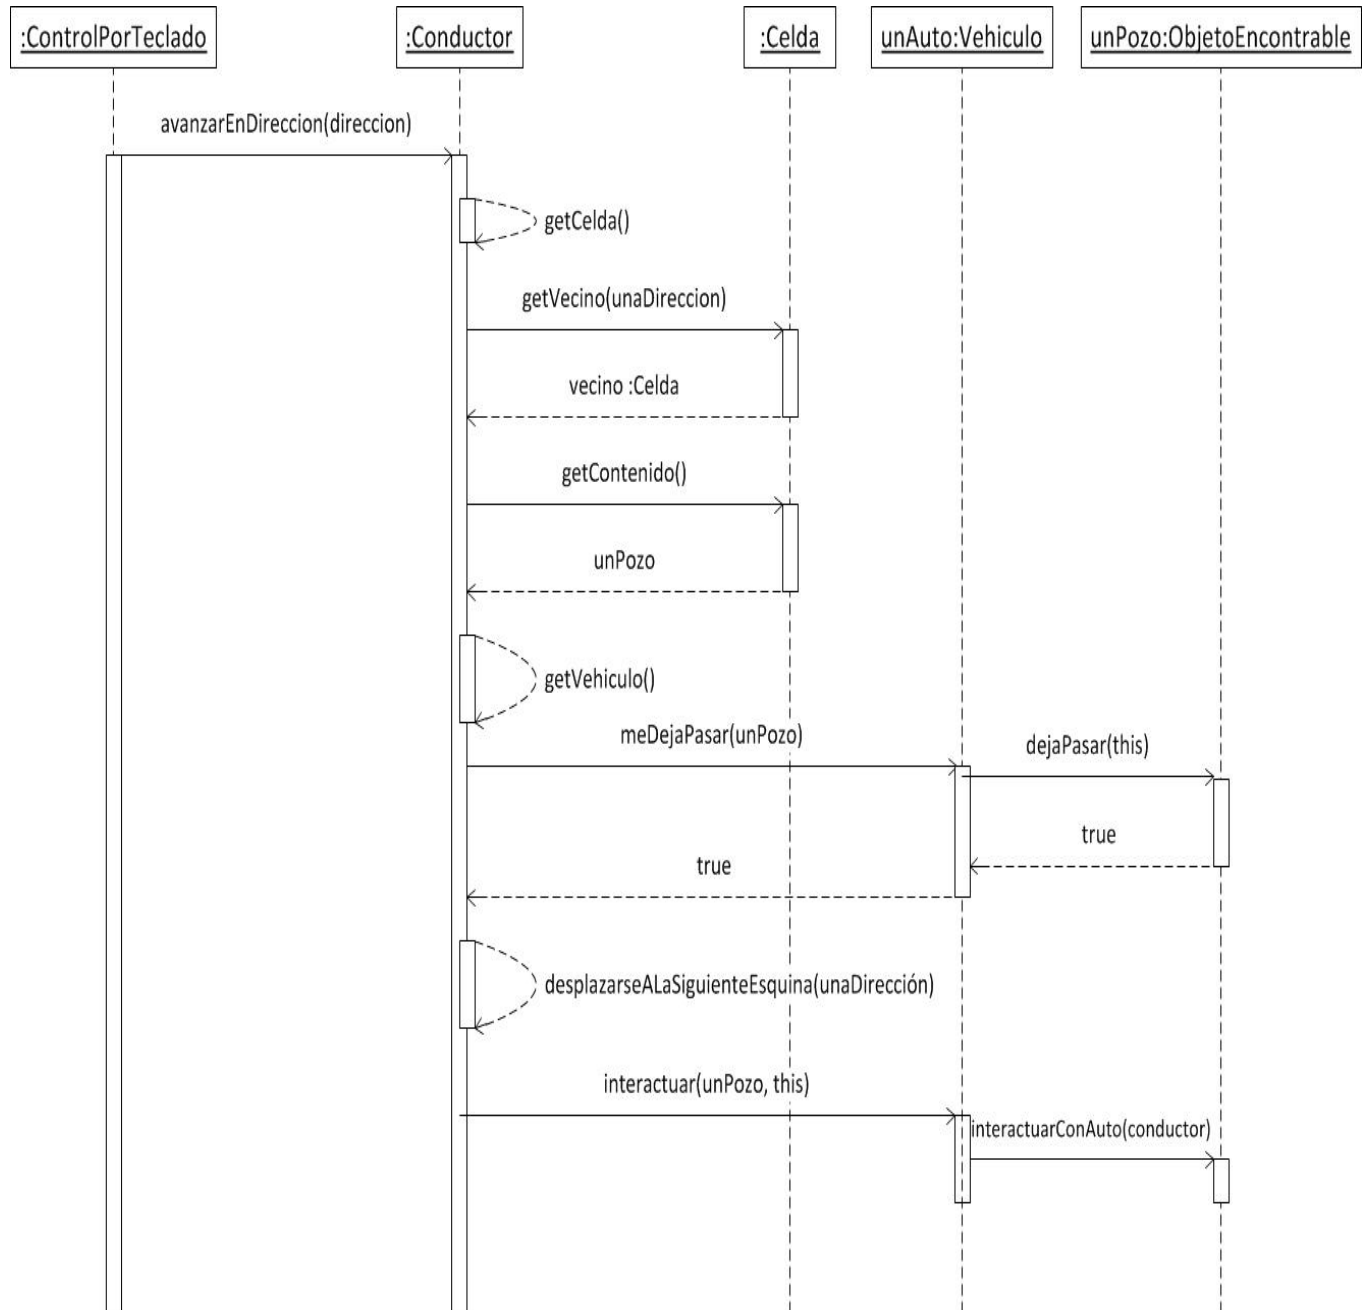 :ControlPorTeclado
:Conductor
:Celda
unAuto:Vehiculo
unPozo:ObjetoEncontrable
avanzarEnDireccion(direccion)
getCelda()
getVecino(unaDireccion)
vecino :Celda
getContenido()
unPozo
getVehiculo()
meDejaPasar(unPozo)
dejaPasar(this)
true
true
desplazarseALaSiguienteEsquina(unaDirección)
interactuar(unPozo, this)
interactuarConAuto(conductor)